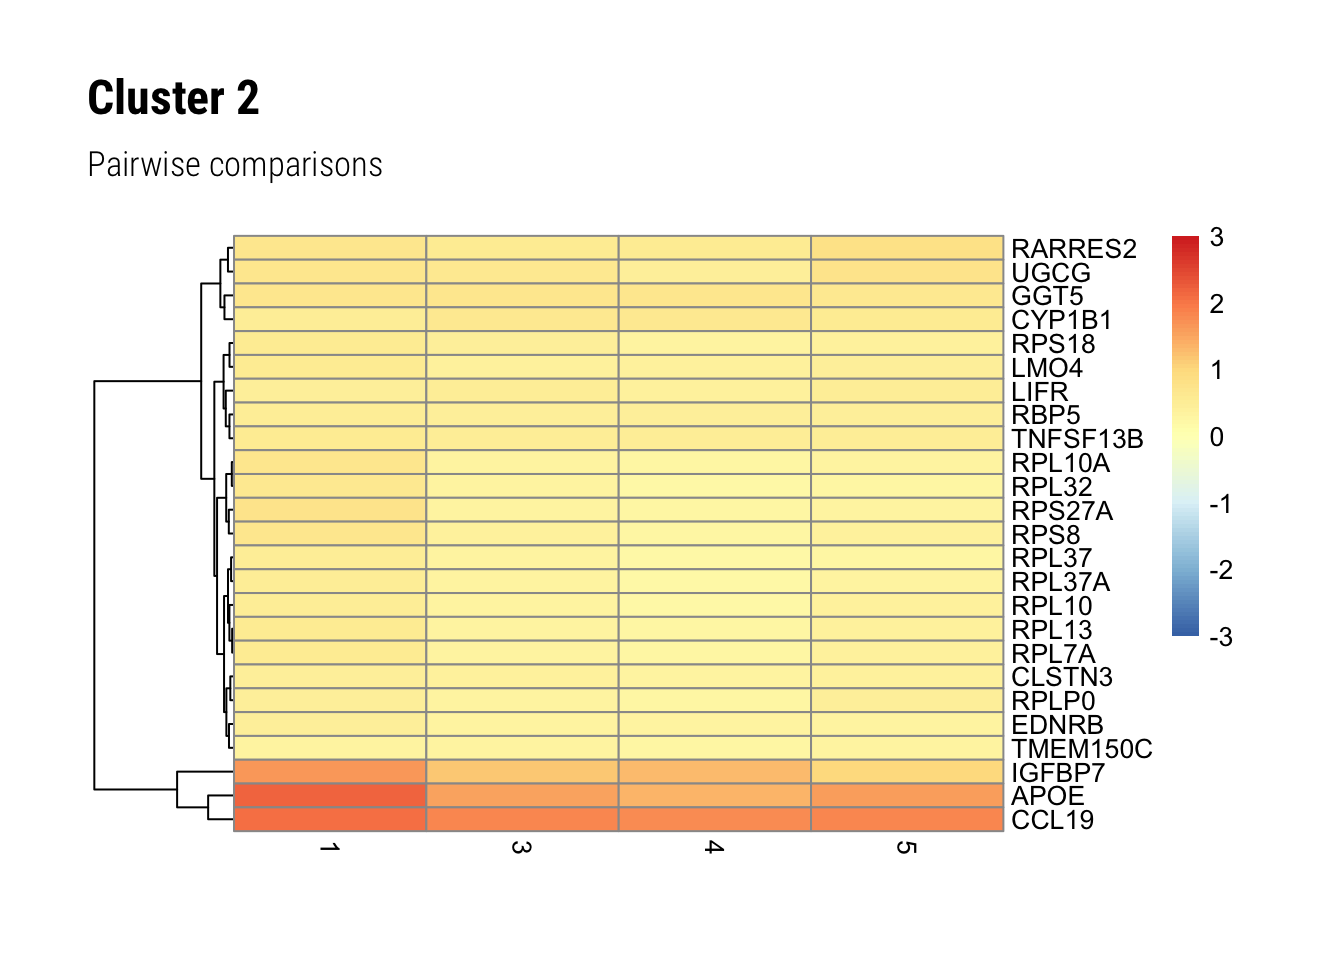 Cluster 2
Pairwise comparisons
RARRES2
UGCG
GGT5
CYP1B1
RPS18
LMO4
LIFR
RBP5
TNFSF13B
RPL10A
RPL32
RPS27A
RPS8
RPL37
RPL37A
RPL10
RPL13
RPL7A
CLSTN3
RPLP0
EDNRB
TMEM150C
IGFBP7
APOE
CCL19
1 3 4 5
3
2
1
0
-1
-2
-3